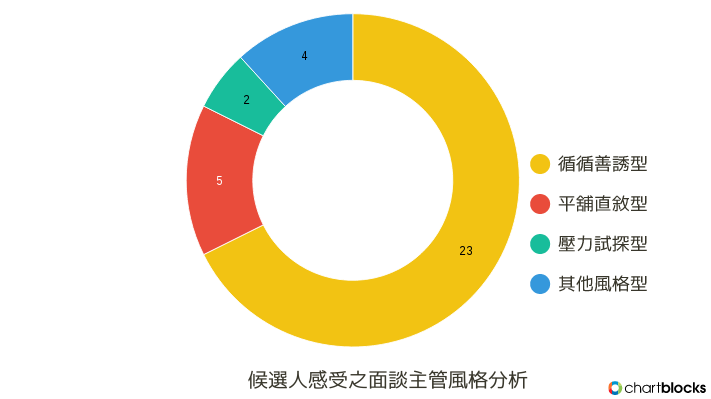 4
2
5
23
循循善誘型
平舖直敘型
壓力試探型
其他風格型
候選人感受之面談主管風格分析
chartblocks